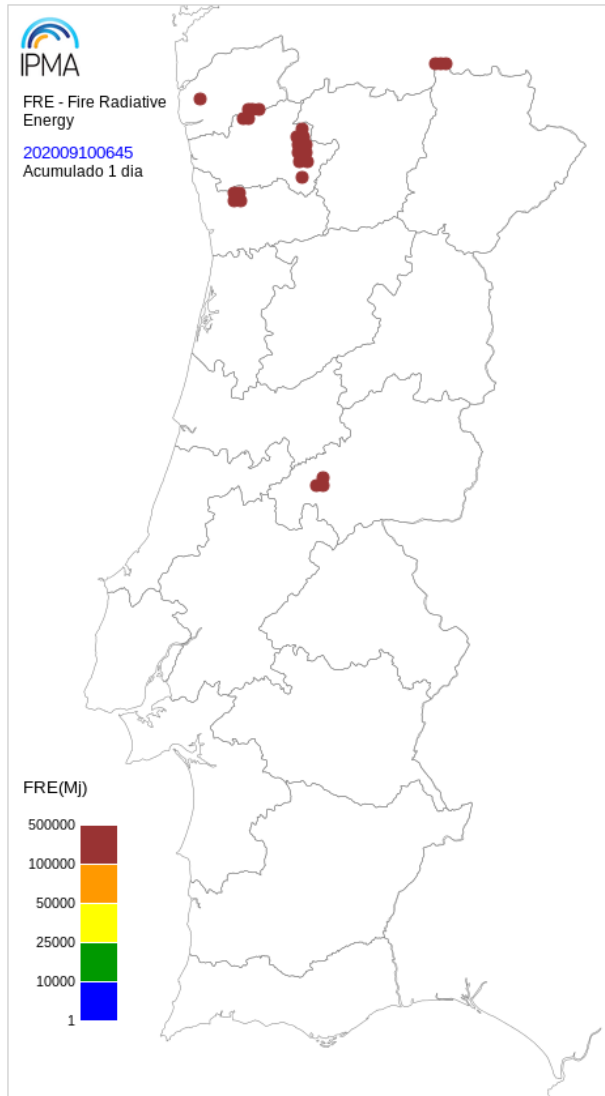 IPMA
FRE - Fire Radiative
Energy
202009100645
Acumulado 1 dia
FRE(Mj)
500000
100000
50000
25000
10000
1